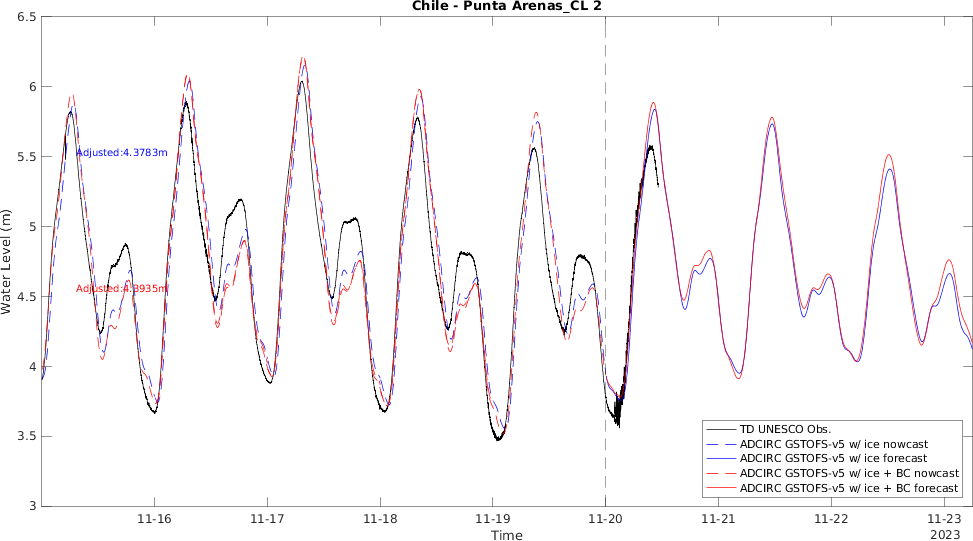 Chile - Punta Arenas_CL 2
6.5
6
5.5
5
4.5
4
3.5
3
Water Level (m)
Adjusted:4.3783m
Adjusted:4.3935m
TD UNESCO Obs.
ADCIRC GSTOFS-v5 w/ ice nowcast
ADCIRC GSTOFS-v5 w/ ice forecast
ADCIRC GSTOFS-v5 w/ ice + BC nowcast
ADCIRC GSTOFS-v5 w/ ice + BC forecast
11-16 11-17 11-18 11-19 11-20 11-21 11-22 11-23
2023
Time